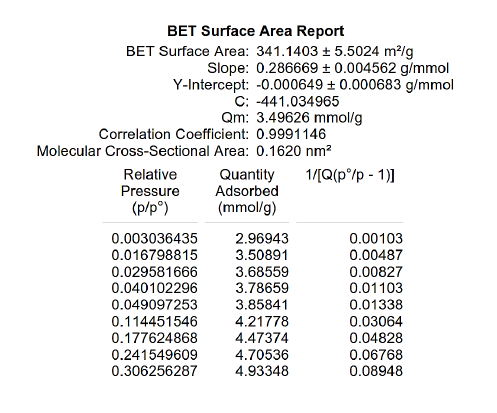 BET Surface Area Report
BET Surface Area: 341.1403 ± 5.5024 m²/g
Slope: 0.286669 ± 0.004562 g/mmol
Y-Intercept: -0.000649 ± 0.000683 g/mmol
C: -441.034965
Qm: 3.49626 mmol/g
Correlation Coefficient: 0.9991146
Molecular Cross-Sectional Area: 0.1620 nm²
Relative Quantity 1/[Q(p°/p - 1)]
Pressure Adsorbed
(p/p°) (mmol/g)
0.003036435 2.96943 0.00103
0.016798815 3.50891 0.00487
0.029581666 3.68559 0.00827
0.040102296 3.78659 0.01103
0.049097253 3.85841 0.01338
0.114451546 4.21778 0.03064
0.177624868 4.47374 0.04828
0.241549609 4.70536 0.06768
0.306256287 4.93348 0.08948